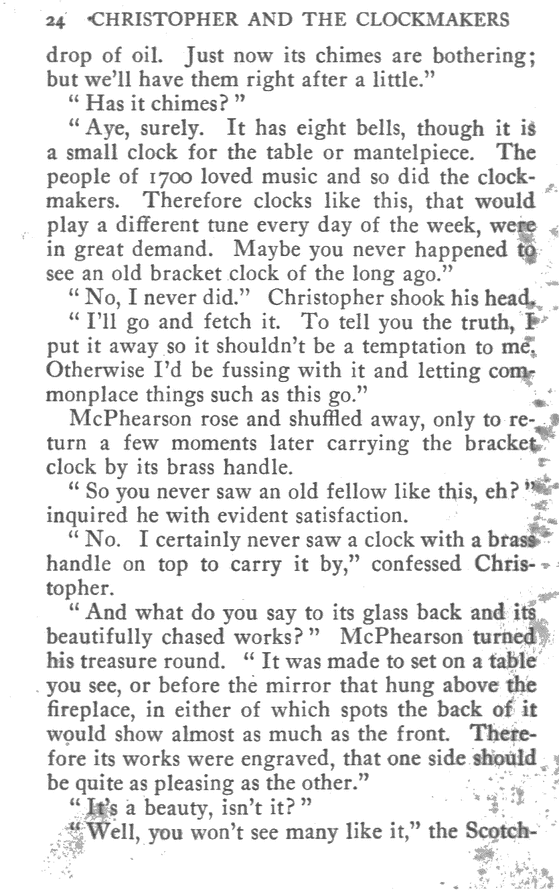 24 CHRISTOPHER AND THE CLOCKMAKERS
drop of oil. Just now its chimes are bothering;
but we'll have them right after a little."
" Has it chimes? "
" Aye, surely. It has eight bells, though it is
a small clock for the table or mantelpiece. The
people of 1700 loved music and so did the clock-
makers. Therefore clocks like this, that would
play a different tune every day of the week, were
in great demand. Maybe you never happened to
see an old bracket clock of the long ago."
" No, I never did." Christopher shook his head.
" I'll go and fetch it. To tell you the truth, I
put it away so it shouldn't be a temptation to me.
Otherwise I'd be fussing with it and letting com-
monplace things such as this go."
McPhearson rose and shuffled away, only to re-
turn a few moments later carrying the bracket
clock by its brass handle.
" So you never saw an old fellow like this, eh? "
inquired he with evident satisfaction.
" No. I certainly never saw a clock with a brass
handle on top to carry it by," confessed Chris-
topher.
" And what do you say to its glass back and its
beautifully chased works? " McPhearson turned
his treasure round. " It was made to set on a table
you see, or before the mirror that hung above the
fireplace, in either of which spots the back of it
would show almost as much as the front. There-
fore its works were engraved, that one side should
be quite as pleasing as the other."
" It's a beauty, isn't it? "
" Well, you won't see many like it," the Scotch-